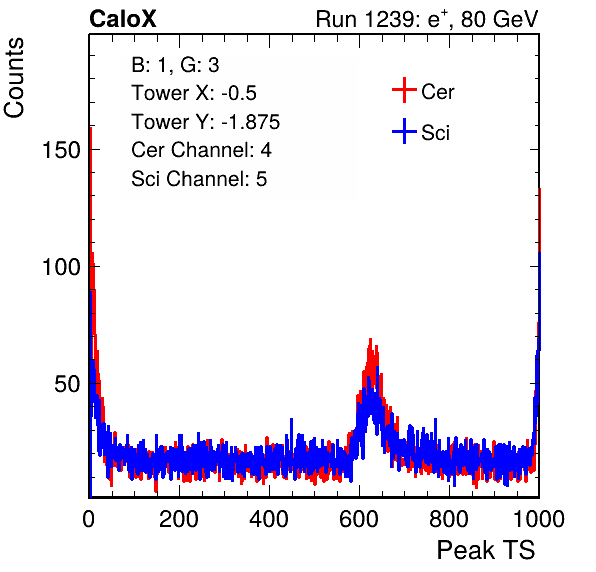 CaloX Run 1239: e⁺, 80 GeV
Counts
B: 1, G: 3
Tower X: -0.5
Tower Y: -1.875
Cer Channel: 4
Sci Channel: 5
Cer
Sci
150
100
50
0 200 400 600 800 1000
Peak TS